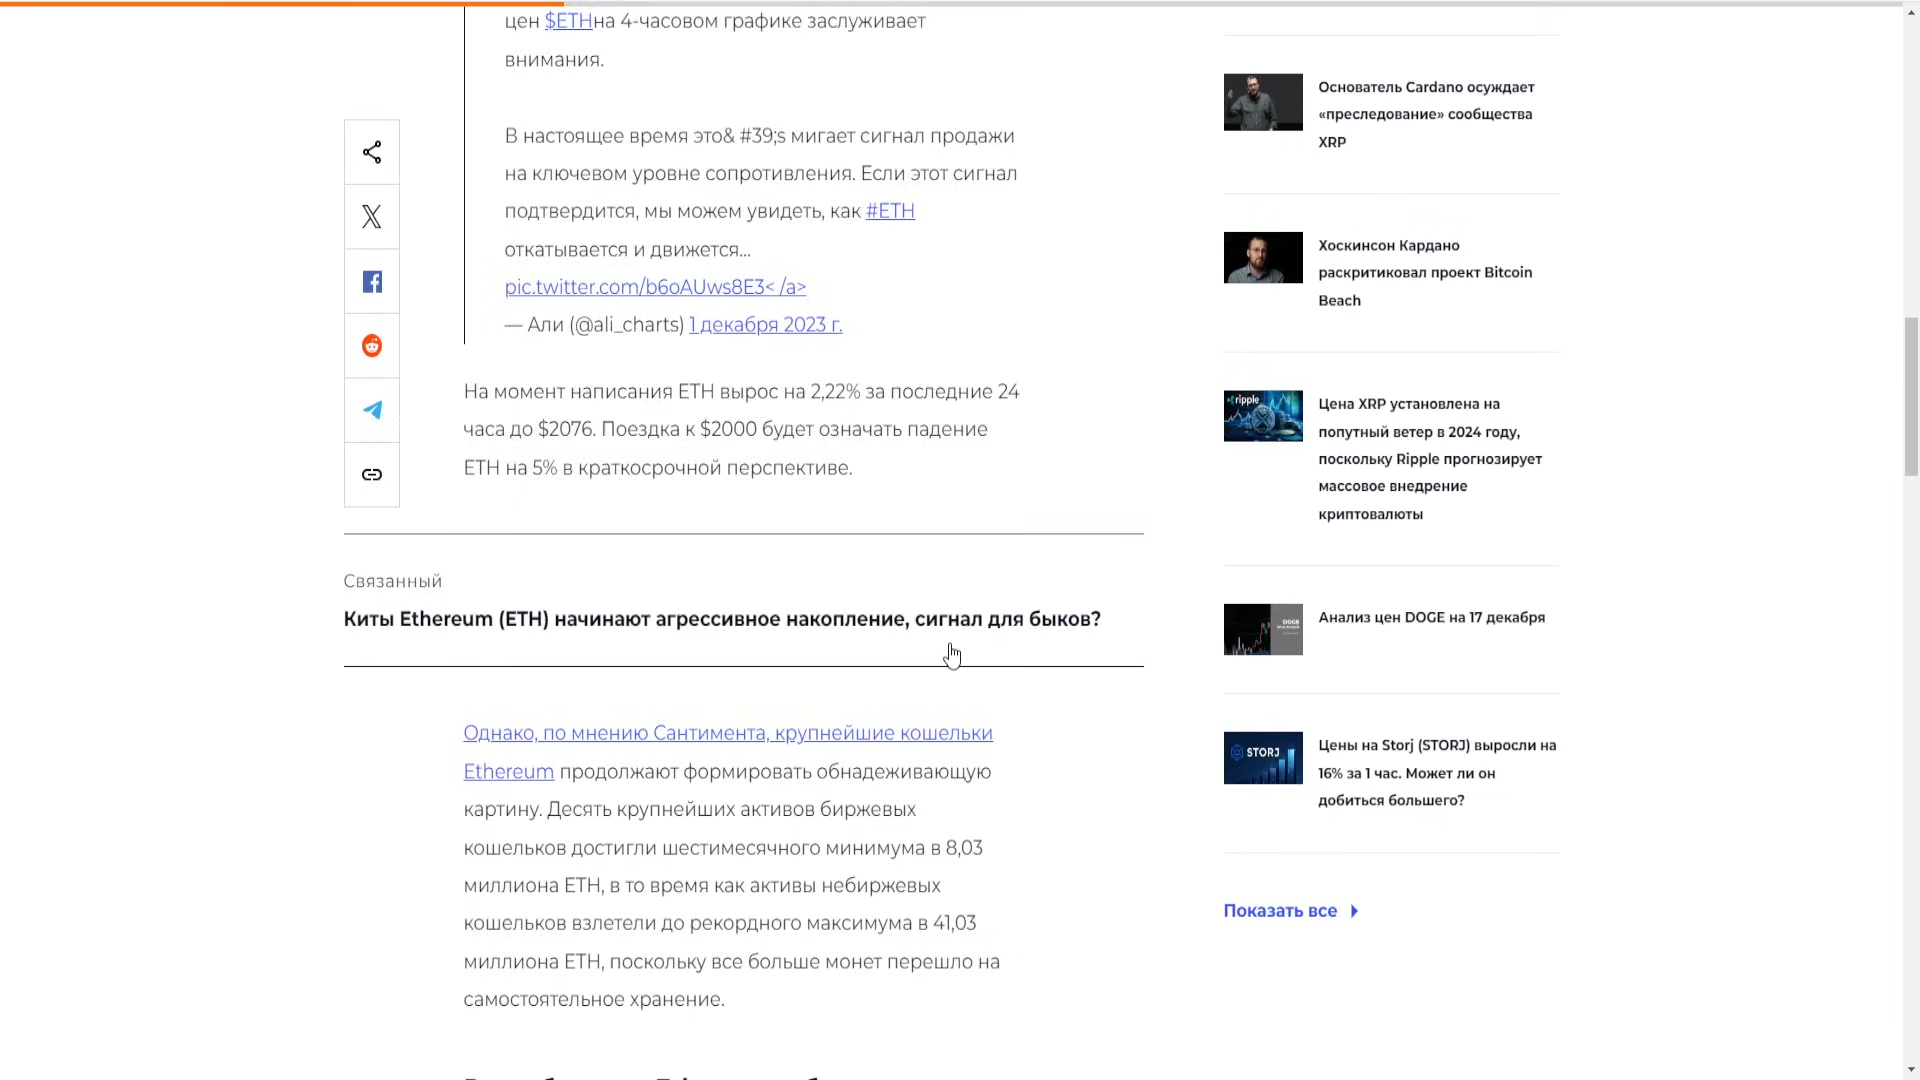 цен $ETHна 4-часовом графике заслуживает
внимания.
В настоящее время это& #39;s мигает сигнал продажи
на ключевом уровне сопротивления. Если этот сигнал
подтвердится, мы можем увидеть, как #ETH
откатывается и движется...
pic.twitter.com/b6oAUws8E3< /a>
— Али (@ali_charts) 1 декабря 2023 г.
На момент написания ETH вырос на 2,22% за последние 24
часа до $2076. Поездка к $2000 будет означать падение
ETH на 5% в краткосрочной перспективе.
Связанный
Киты Ethereum (ETH) начинают агрессивное накопление, сигнал для быков?
Однако, по мнению Сантимента, крупнейшие кошельки
Ethereum продолжают формировать обнадеживающую
картину. Десять крупнейших активов биржевых
кошельков достигли шестимесячного минимума в 8,03
миллиона ETH, в то время как активы небиржевых
кошельков взлетели до рекордного максимума в 41,03
миллиона ETH, поскольку все больше монет перешло на
самостоятельное хранение.
Основатель Cardano осуждает
«преследование» сообщества
XRP
Хоскинсон Кардано
раскритиковал проект Bitcoin
Beach
ripple
Цена XRP установлена на
попутный ветер в 2024 году,
поскольку Ripple прогнозирует
массовое внедрение
криптовалюты
DOGE
Анализ цен DOGE на 17 декабря
STORJ
Цены на Storj (STORJ) выросли на
16% за 1 час. Может ли он
добиться большего?
Показать все